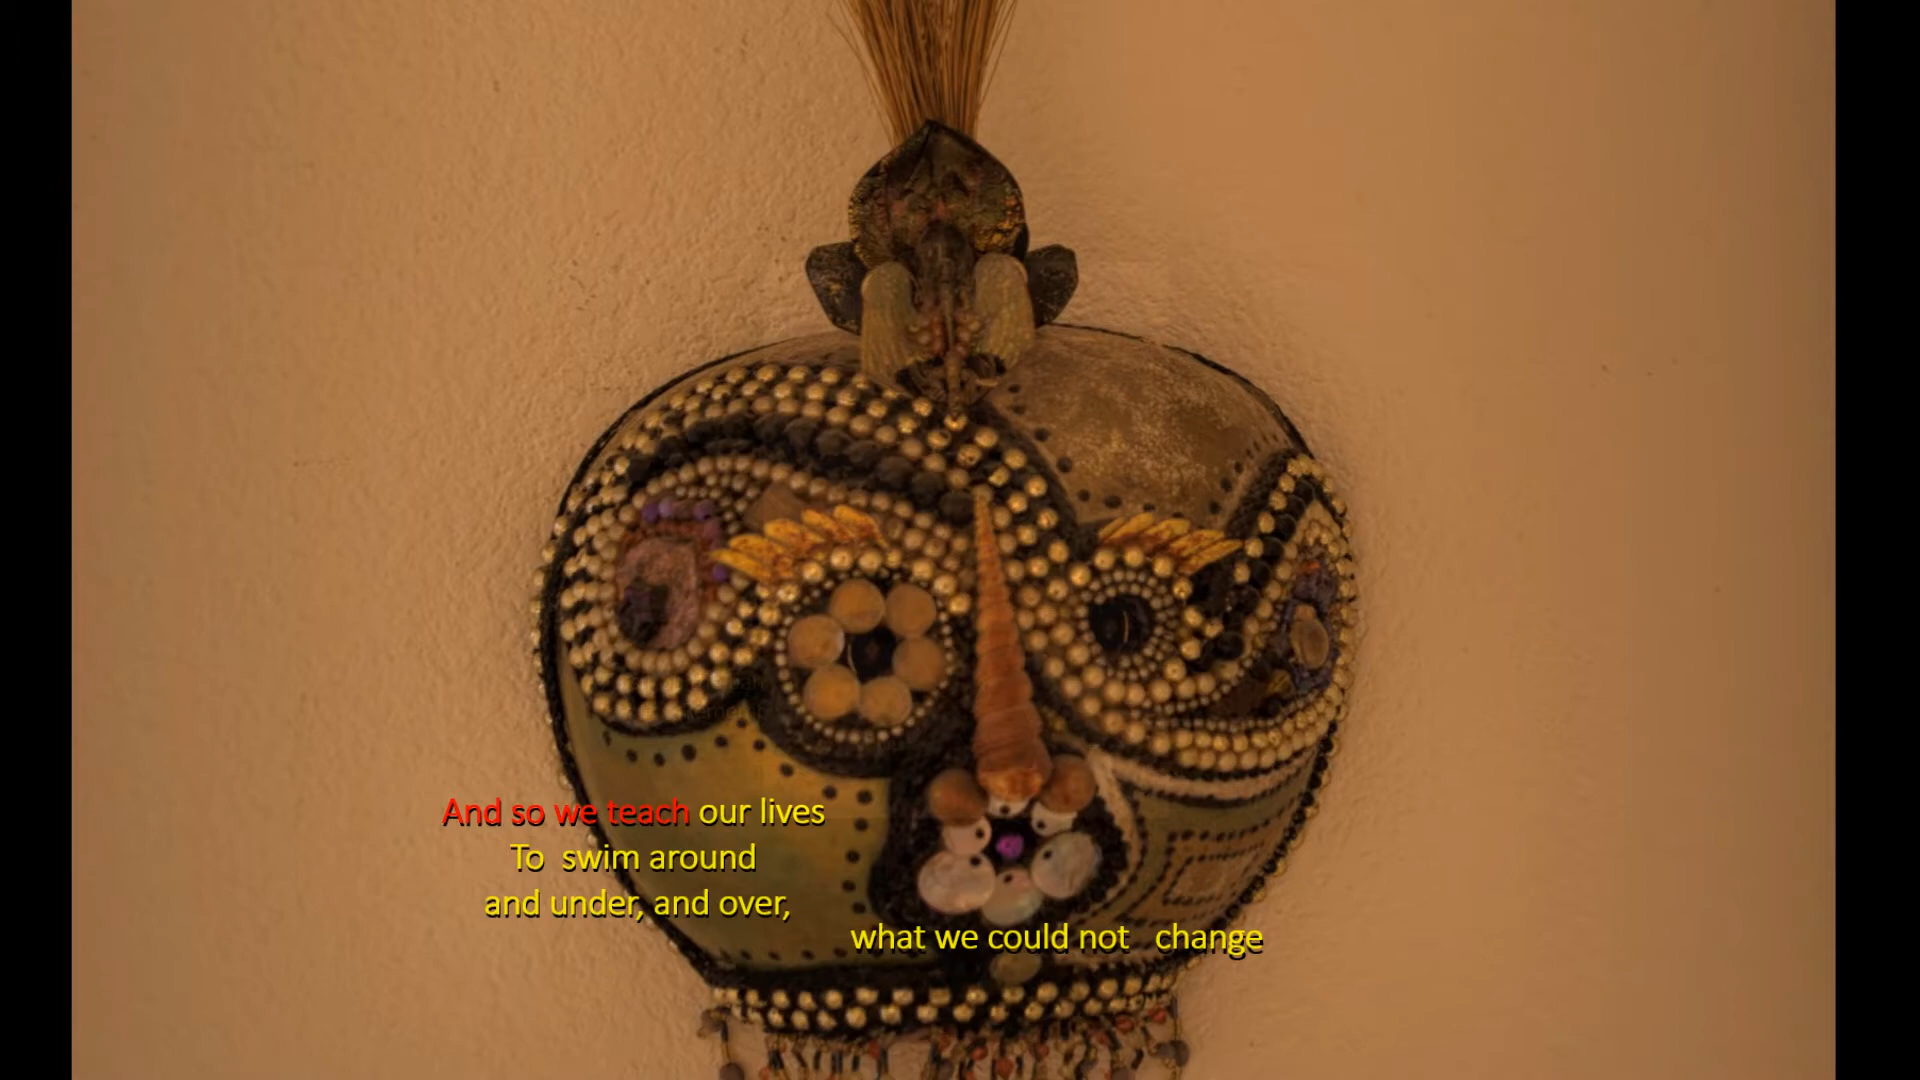 And so we teach our lives
To swim around
and under, and over,
what we could not change